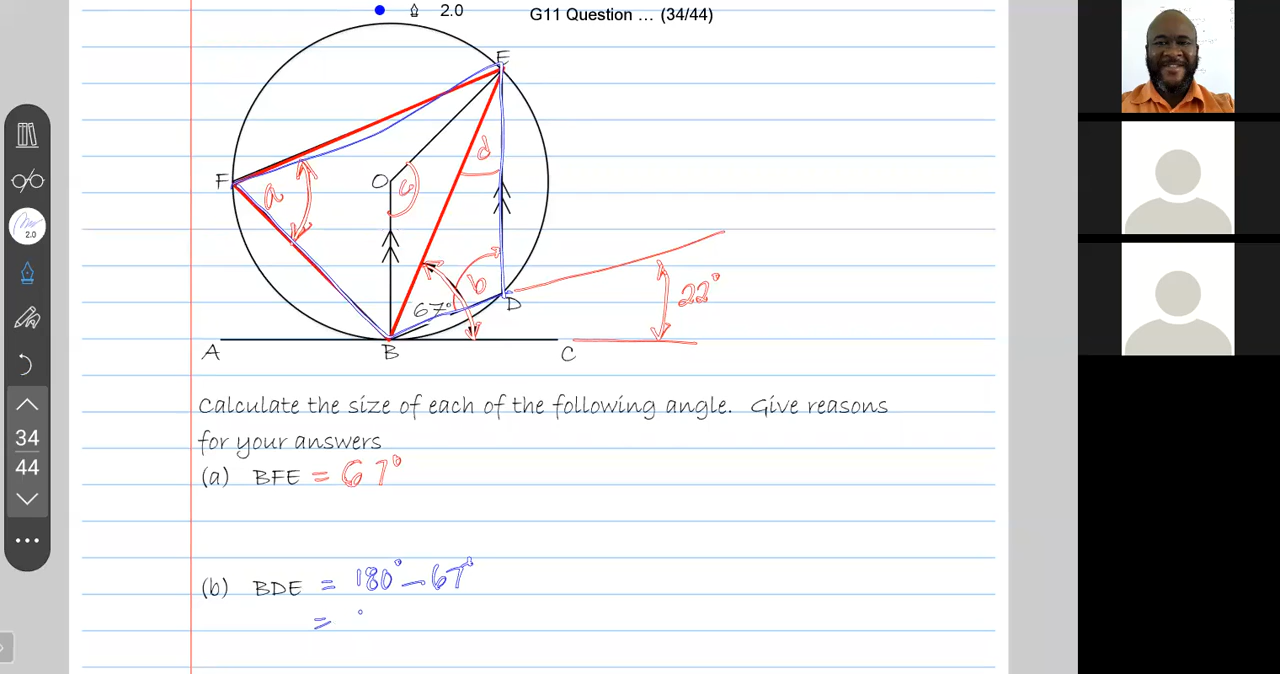 2.0
G11 Question … (34/44)
E
d
F
a
O
c
b
67°
D
22°
A
B
C
2.0
34
44
Calculate the size of each of the following angle. Give reasons
for your answers
(a) BFE = 67°
(b) BDE = 180° - 67°
=